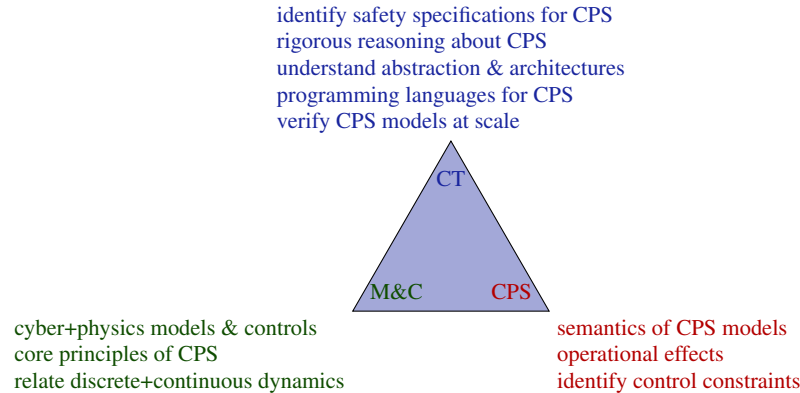 identify safety specifications for CPS
rigorous reasoning about CPS
understand abstraction & architectures
programming languages for CPS
verify CPS models at scale
CT
M&C
CPS
cyber+physics models & controls
core principles of CPS
relate discrete+continuous dynamics
semantics of CPS models
operational effects
identify control constraints